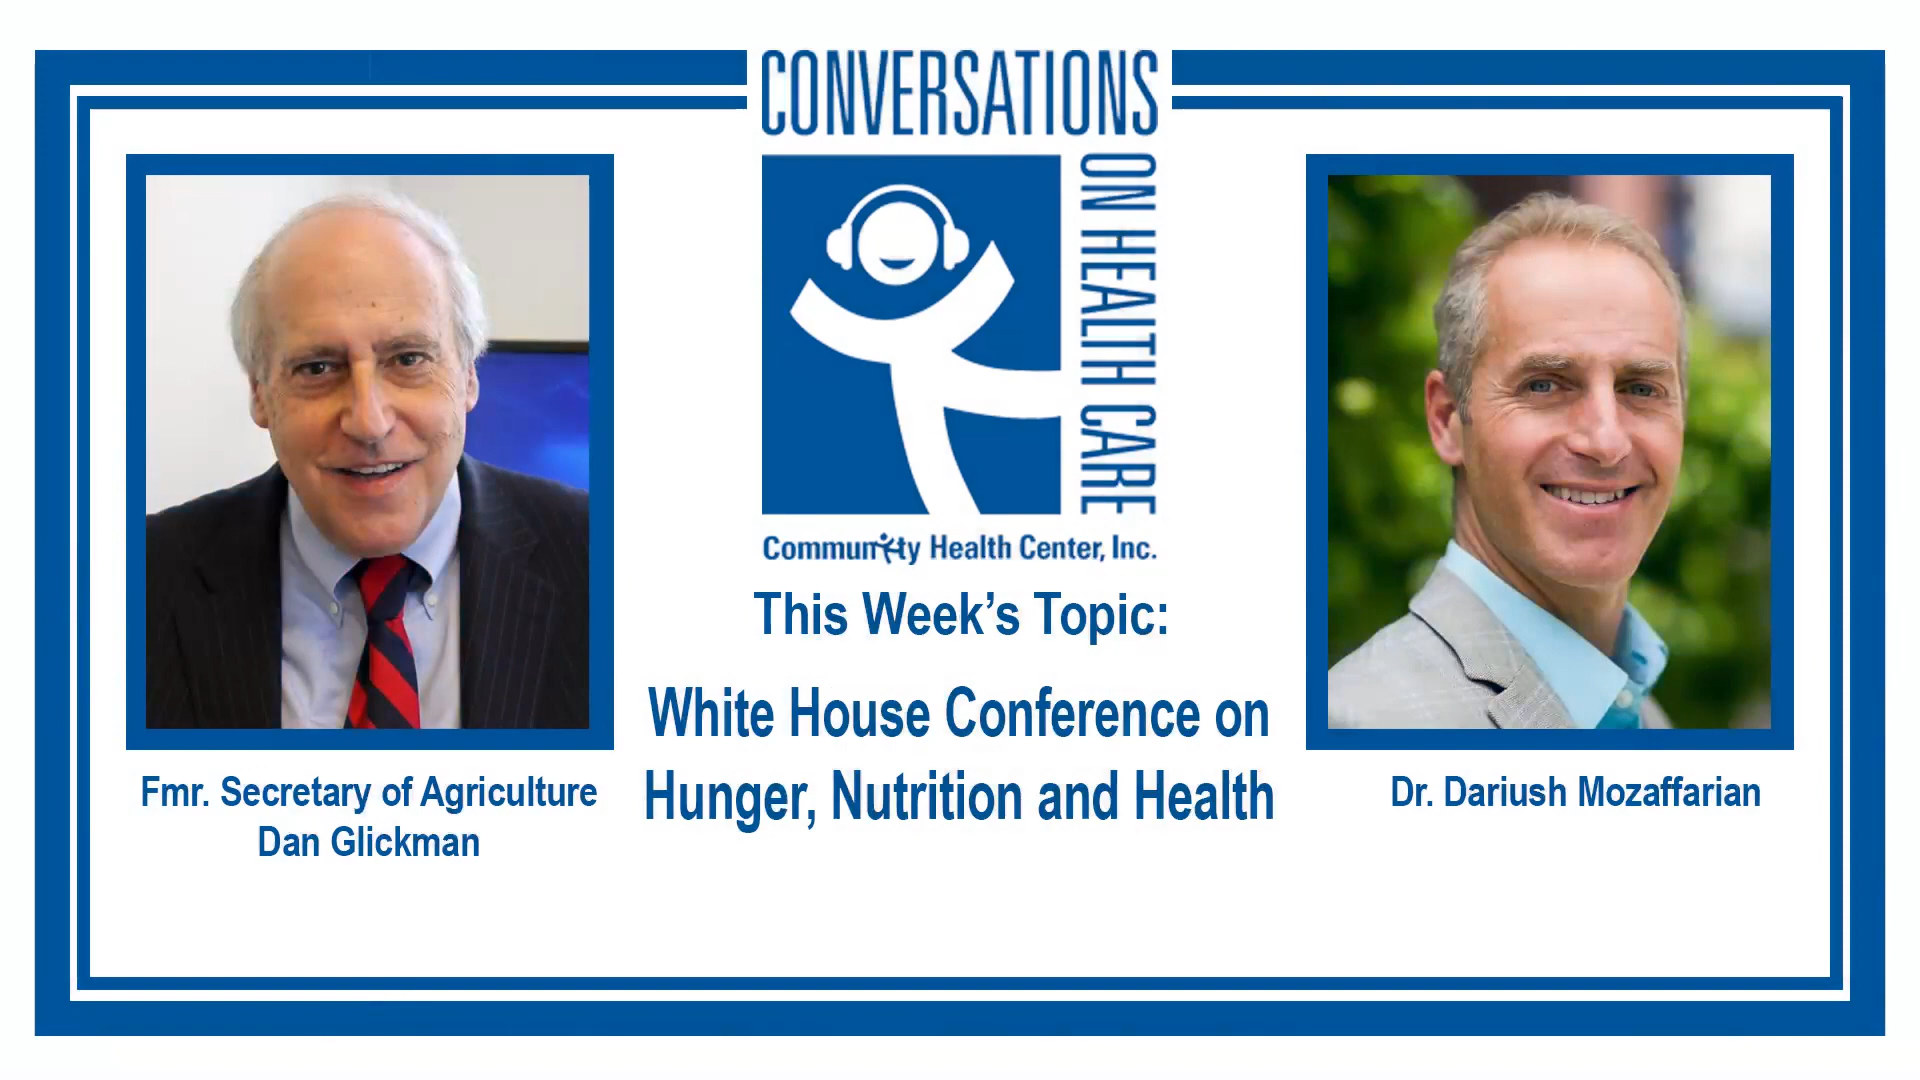 CONVERSATIONS
ON HEALTH CARE
Community Health Center, Inc.
This Week's Topic:
White House Conference on
Hunger, Nutrition and Health
Fmr. Secretary of Agriculture
Dan Glickman
Dr. Dariush Mozaffarian